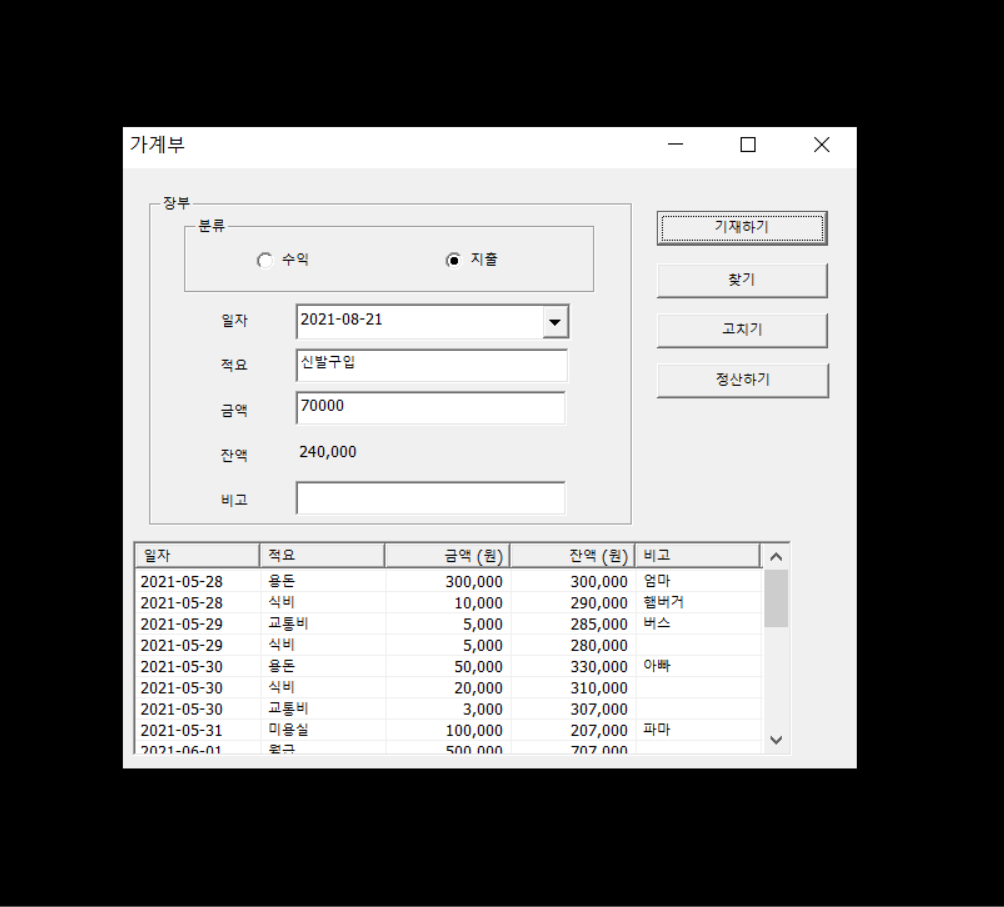 가계부
장부
분류
수익 지출
일자 2021-08-21
적요 신발구입
금액 70000
잔액 240,000
비고
기재하기
찾기
고치기
정산하기
일자 적요 금액 (원) 잔액 (원) 비고
2021-05-28 용돈 300,000 300,000 엄마
2021-05-28 식비 10,000 290,000 햄버거
2021-05-29 교통비 5,000 285,000 버스
2021-05-29 식비 5,000 280,000
2021-05-30 용돈 50,000 330,000 아빠
2021-05-30 식비 20,000 310,000
2021-05-30 교통비 3,000 307,000
2021-05-31 미용실 100,000 207,000 파마
2021-06-01 월급 500,000 707,000